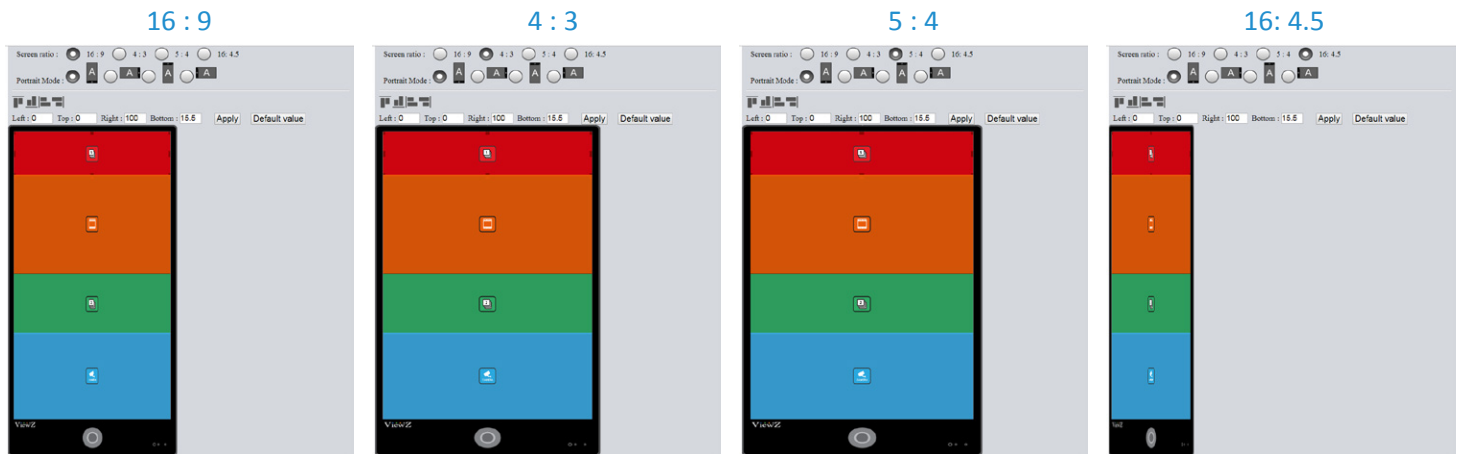 16 : 9
Screen ratio : 16 : 9 4 : 3 5 : 4 16: 4.5
Portrait Mode : A A A A
Left : 0 Top : 0 Right : 100 Bottom : 15.5 Apply Default value
ViewZ
4 : 3
Screen ratio : 16 : 9 4 : 3 5 : 4 16: 4.5
Portrait Mode : A A A A
Left : 0 Top : 0 Right : 100 Bottom : 15.5 Apply Default value
ViewZ
5 : 4
Screen ratio : 16 : 9 4 : 3 5 : 4 16: 4.5
Portrait Mode : A A A A
Left : 0 Top : 0 Right : 100 Bottom : 15.5 Apply Default value
ViewZ
16: 4.5
Screen ratio : 16 : 9 4 : 3 5 : 4 16: 4.5
Portrait Mode : A A A A
Left : 0 Top : 0 Right : 100 Bottom : 15.5 Apply Default value
ViewZ